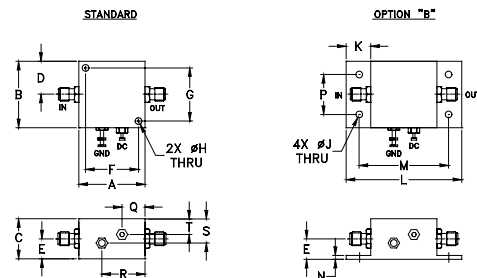 STANDARD
OPTION "B"
D
B
IN
OUT
G
GND
DC
2X øH
THRU
F
A
K
P
IN
OUT
4X øJ
THRU
GND
DC
M
L
Q
C
E
T
S
R
E
N